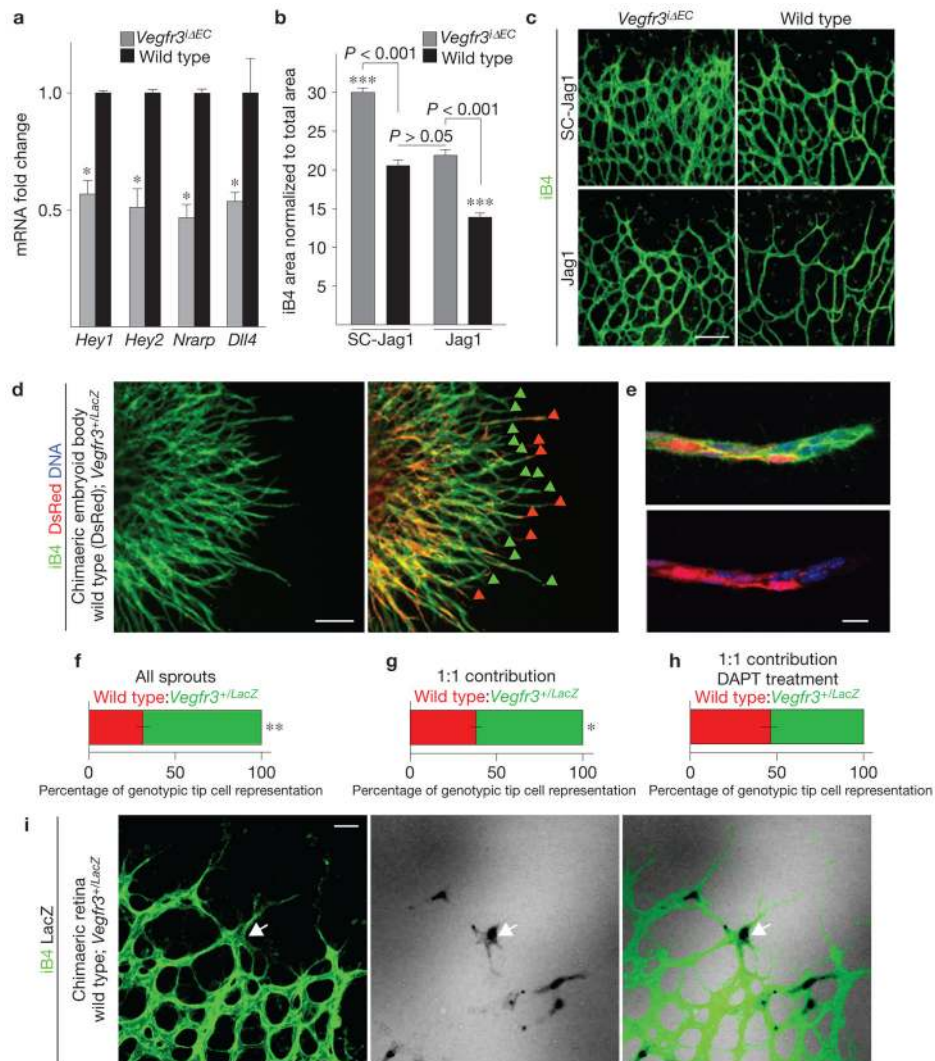 a
Vegfr3iΔEC
Wild type
mRNA fold change
1.0
0.5
*
*
*
*
Hey1 Hey2 Nrarp Dll4
b
Vegfr3iΔEC
Wild type
iB4 area normalized to total area
P < 0.001
***
P < 0.001
P > 0.05
***
30
25
20
15
10
5
SC-Jag1 Jag1
c
Vegfr3iΔEC Wild type
iB4
SC-Jag1
Jag1
d
iB4 DsRed DNA
Chimaeric embryoid body
wild type (DsRed); Vegfr3+/LacZ
e
f
All sprouts
Wild type:Vegfr3+/LacZ
**
0 50 100
Percentage of genotypic tip cell representation
g
1:1 contribution
Wild type:Vegfr3+/LacZ
*
0 50 100
Percentage of genotypic tip cell representation
h
1:1 contribution
DAPT treatment
Wild type:Vegfr3+/LacZ
0 50 100
Percentage of genotypic tip cell representation
i
iB4 LacZ
Chimaeric retina
wild type; Vegfr3+/LacZ